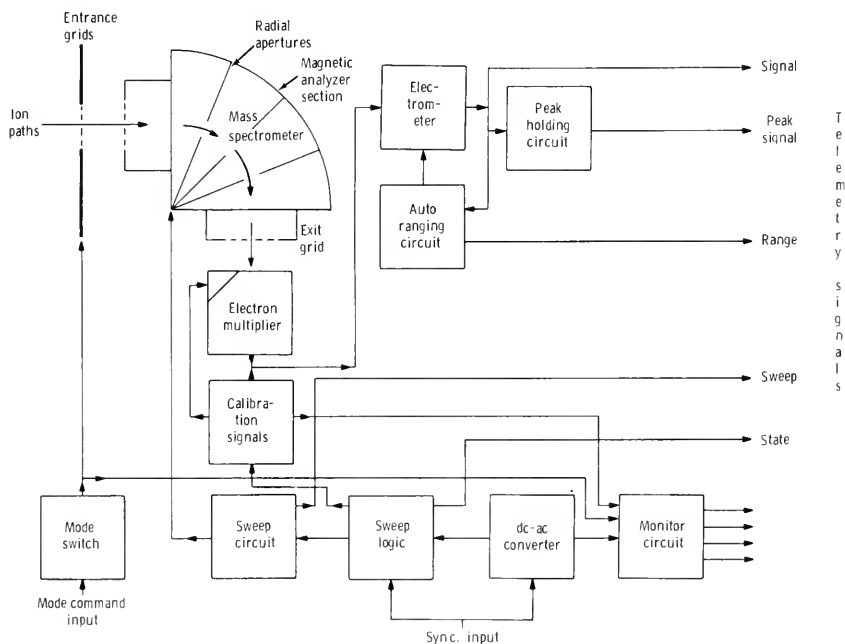 Entrance
grids
Radial
apertures
Magnetic
analyzer
section
Ion
paths
Mass
spectrometer
Exit
grid
Elec-
trom-
eter
Peak
holding
circuit
Auto
ranging
circuit
Signal
Peak
signal
Range
Telemetry signals
Electron
multiplier
Calibra-
tion
signals
Sweep
State
Mode
switch
Sweep
circuit
Sweep
logic
dc-ac
converter
Monitor
circuit
Mode command
input
Sync. input